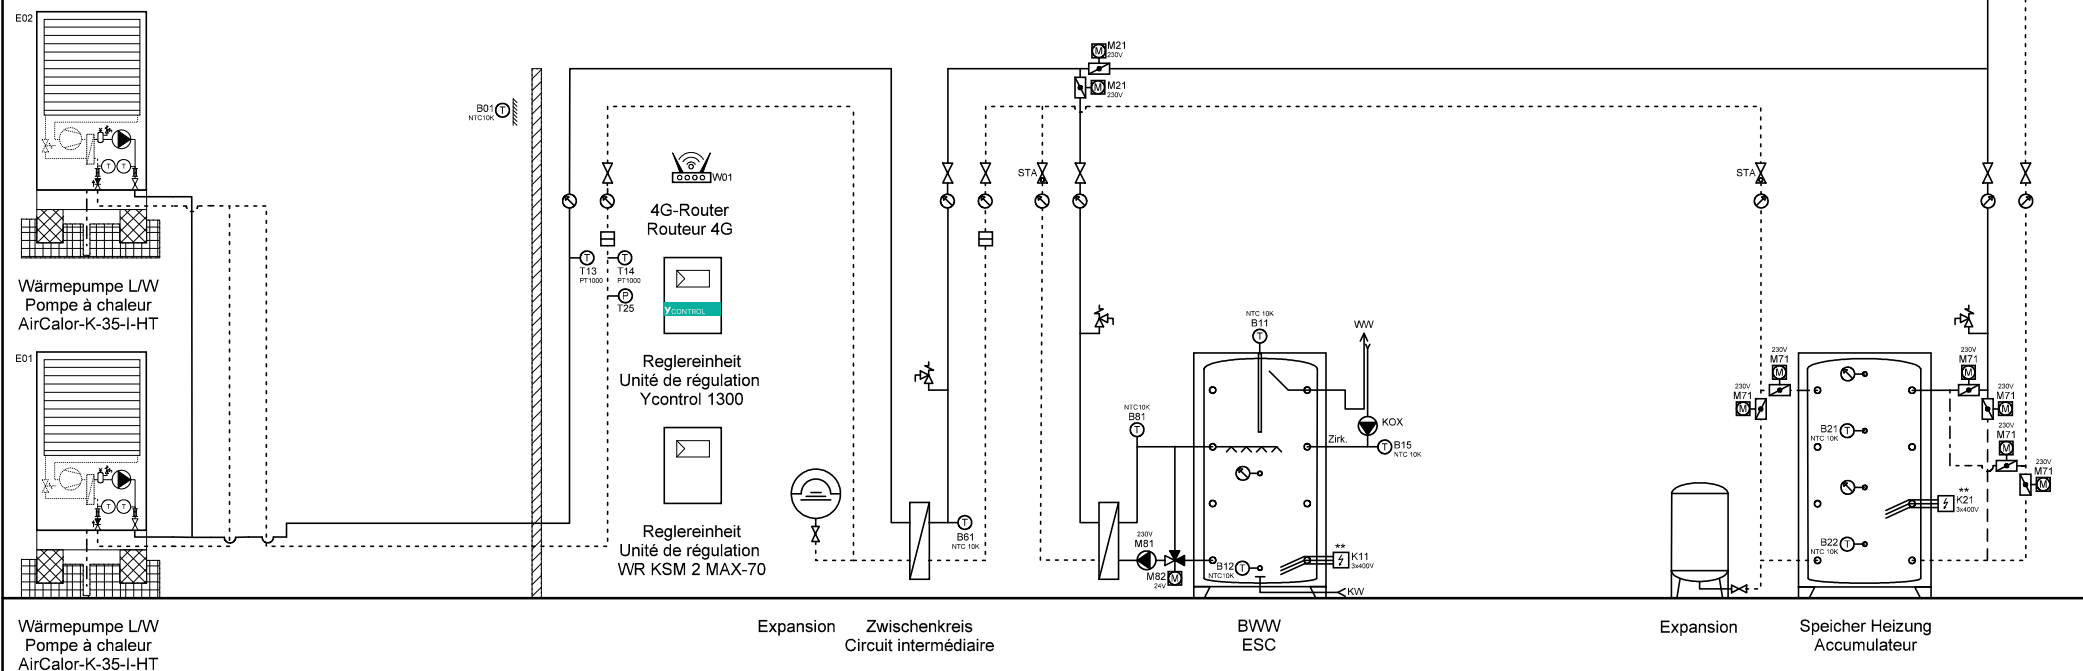 E02
Wärmepumpe L/W
Pompe à chaleur
AirCalor-K-35-I-HT
E01
Wärmepumpe L/W
Pompe à chaleur
AirCalor-K-35-I-HT
T
T
T
T
B01
NTC10K
T
T
T13
PT1000
T
T14
PT1000
P
T25
W01
4G-Router
Routeur 4G
YCONTROL
Reglereinheit
Unité de régulation
Ycontrol 1300
Reglereinheit
Unité de régulation
WR KSM 2 MAX-70
Expansion
Zwischenkreis
Circuit intermédiaire
T
B61
NTC 10K
M
M21
230V
M
M21
230V
STA
NTC10K
B81
T
230V
M81
M82
24V
M
NTC 10K
B11
T
B12
NTC10K
T
**
K11
3x400V
KW
WW
KOX
Zirk.
T
B15
NTC 10K
BWW
ESC
STA
230V
M71
M
230V
M71
M
230V
M71
M
230V
M71
M
230V
M71
M
230V
M71
M
B21
NTC 10K
T
**
K21
3x400V
B22
NTC 10K
T
Expansion
Speicher Heizung
Accumulateur